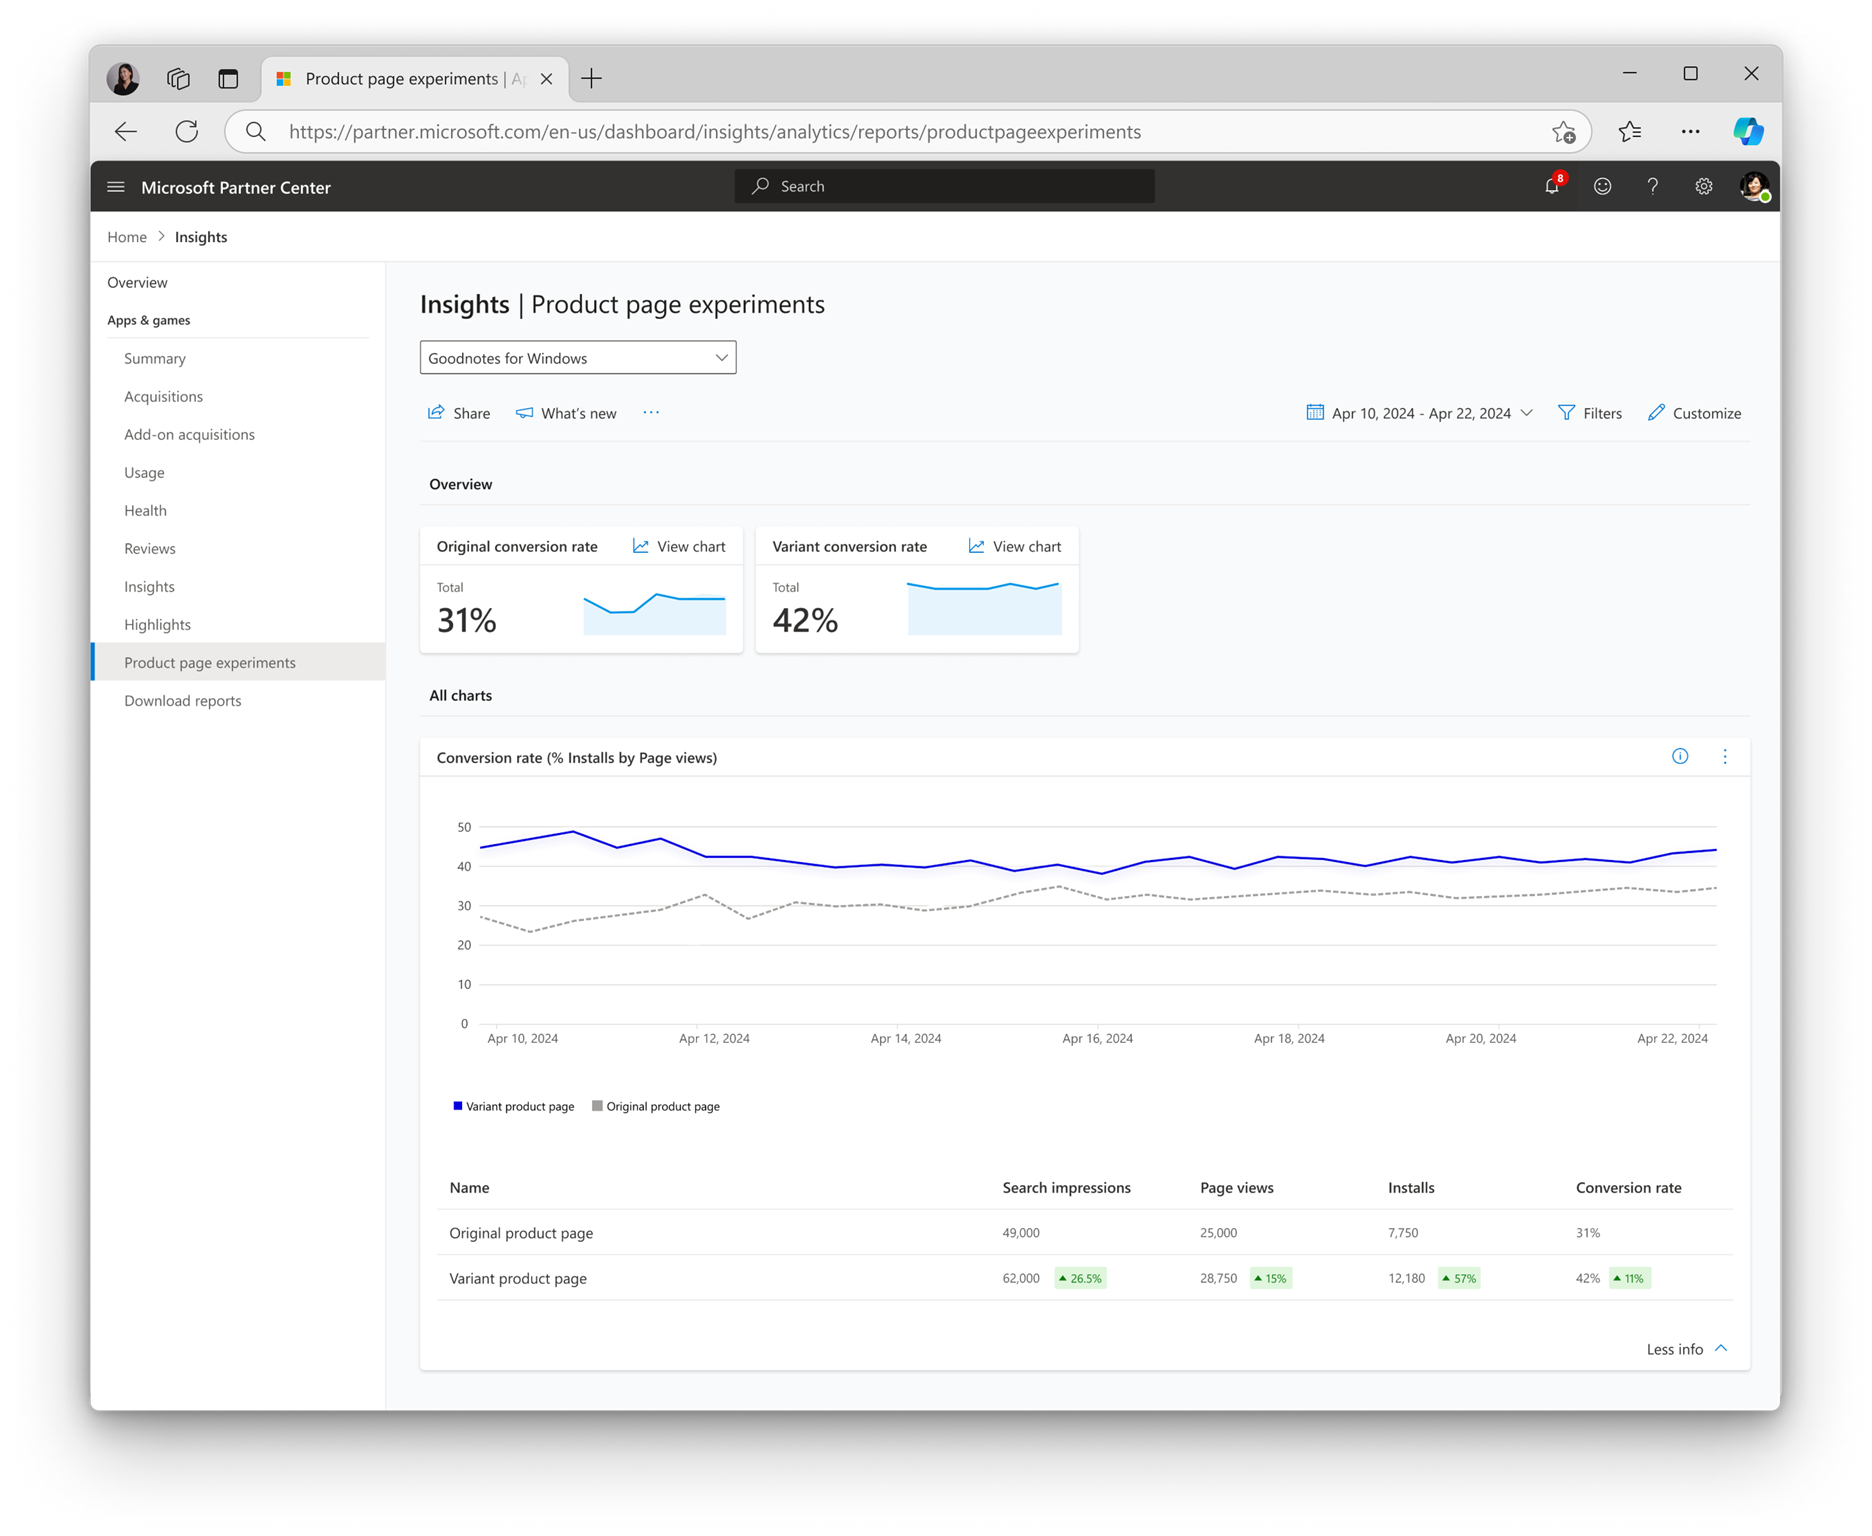 Product page experiments | Ap
https://partner.microsoft.com/en-us/dashboard/insights/analytics/reports/productpageexperiments
Microsoft Partner Center
Search
8
Home > Insights
Overview
Apps & games
Summary
Acquisitions
Add-on acquisitions
Usage
Health
Reviews
Insights
Highlights
Product page experiments
Download reports
Insights | Product page experiments
Goodnotes for Windows
Share What's new ... Apr 10, 2024 - Apr 22, 2024 Filters Customize
Overview
Original conversion rate View chart
Total
31%
Variant conversion rate View chart
Total
42%
All charts
Conversion rate (% Installs by Page views)
50
40
30
20
10
0
Apr 10, 2024 Apr 12, 2024 Apr 14, 2024 Apr 16, 2024 Apr 18, 2024 Apr 20, 2024 Apr 22, 2024
Variant product page Original product page
Name Search impressions Page views Installs Conversion rate
Original product page 49,000 25,000 7,750 31%
Variant product page 62,000 ▲ 26.5% 28,750 ▲ 15% 12,180 ▲ 57% 42% ▲ 11%
Less info